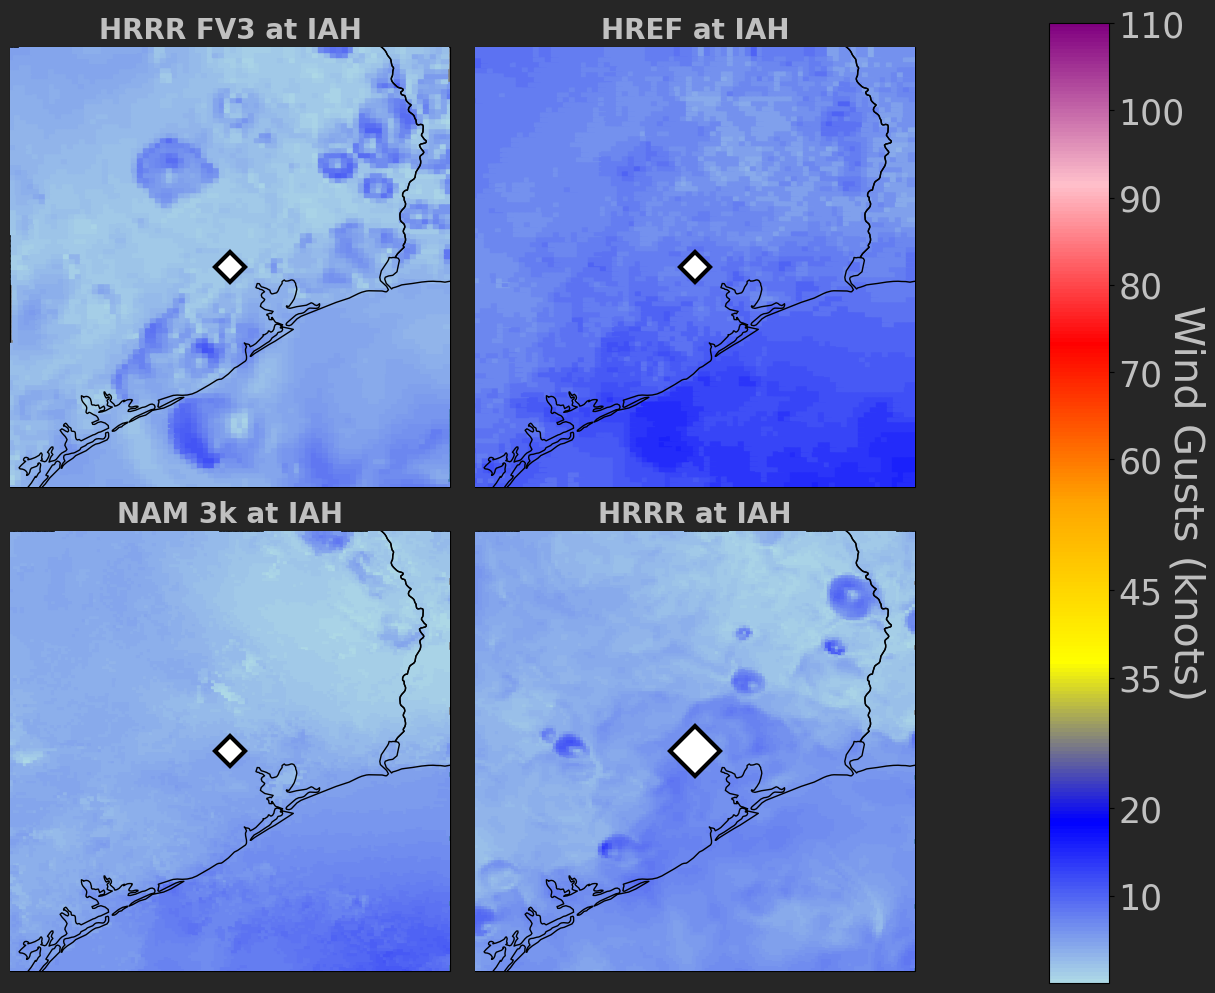 HRRR FV3 at IAH
HREF at IAH
NAM 3k at IAH
HRRR at IAH
110
100
90
80
70
60
45
35
20
10
Wind Gusts (knots)